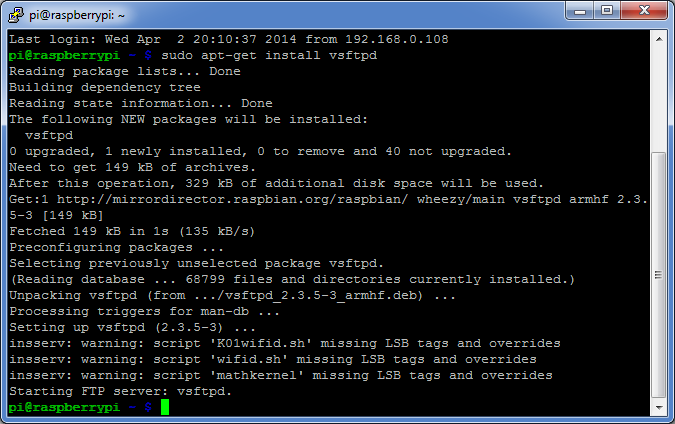 pi@raspberrypi: ~
Last login: Wed Apr  2 20:10:37 2014 from 192.168.0.108
pi@raspberrypi ~ $ sudo apt-get install vsftpd
Reading package lists... Done
Building dependency tree
Reading state information... Done
The following NEW packages will be installed:
  vsftpd
0 upgraded, 1 newly installed, 0 to remove and 40 not upgraded.
Need to get 149 kB of archives.
After this operation, 329 kB of additional disk space will be used.
Get:1 http://mirrordirector.raspbian.org/raspbian/ wheezy/main vsftpd armhf 2.3.
5-3 [149 kB]
Fetched 149 kB in 1s (135 kB/s)
Preconfiguring packages ...
Selecting previously unselected package vsftpd.
(Reading database ... 68799 files and directories currently installed.)
Unpacking vsftpd (from .../vsftpd_2.3.5-3_armhf.deb) ...
Processing triggers for man-db ...
Setting up vsftpd (2.3.5-3) ...
insserv: warning: script 'K01wifid.sh' missing LSB tags and overrides
insserv: warning: script 'wifid.sh' missing LSB tags and overrides
insserv: warning: script 'mathkernel' missing LSB tags and overrides
Starting FTP server: vsftpd.
pi@raspberrypi ~ $